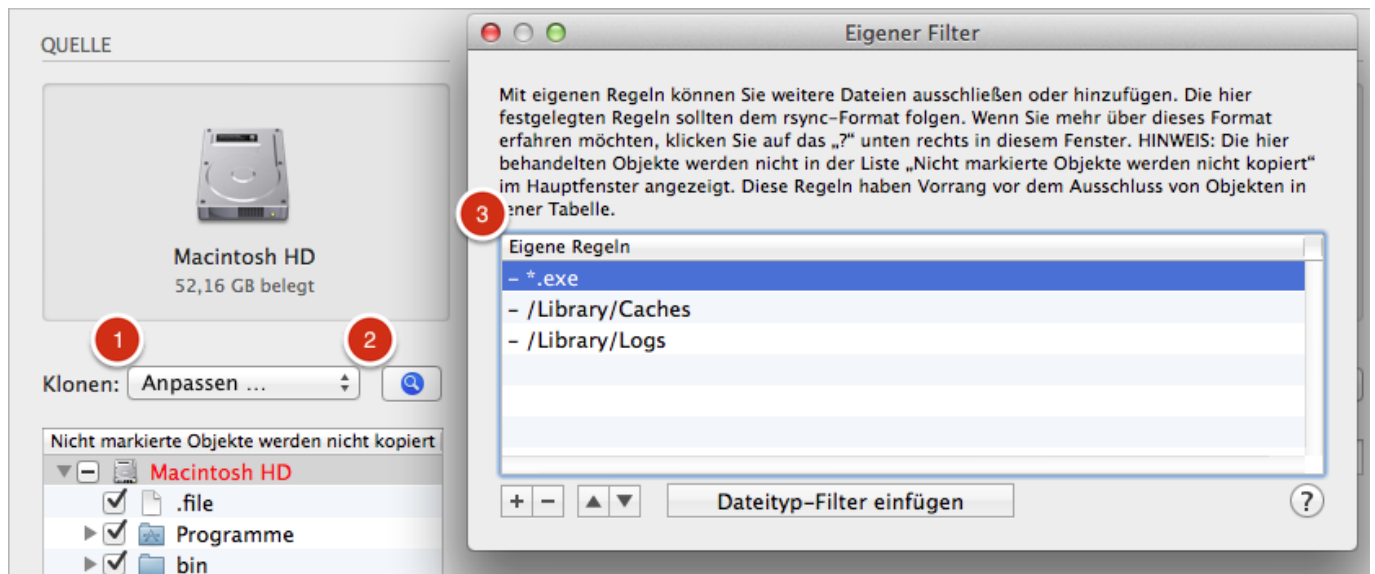 QUELLE
Macintosh HD
52,16 GB belegt
1
2
Klonen: Anpassen ...
Nicht markierte Objekte werden nicht kopiert
Macintosh HD
.file
Programme
bin
Eigener Filter
Mit eigenen Regeln können Sie weitere Dateien ausschließen oder hinzufügen. Die hier
festgelegten Regeln sollten dem rsync-Format folgen. Wenn Sie mehr über dieses Format
erfahren möchten, klicken Sie auf das „?“ unten rechts in diesem Fenster. HINWEIS: Die hier
behandelten Objekte werden nicht in der Liste „Nicht markierte Objekte werden nicht kopiert“
im Hauptfenster angezeigt. Diese Regeln haben Vorrang vor dem Ausschluss von Objekten in
ener Tabelle.
3
Eigene Regeln
– *.exe
– /Library/Caches
– /Library/Logs
+ −
Dateityp-Filter einfügen
?